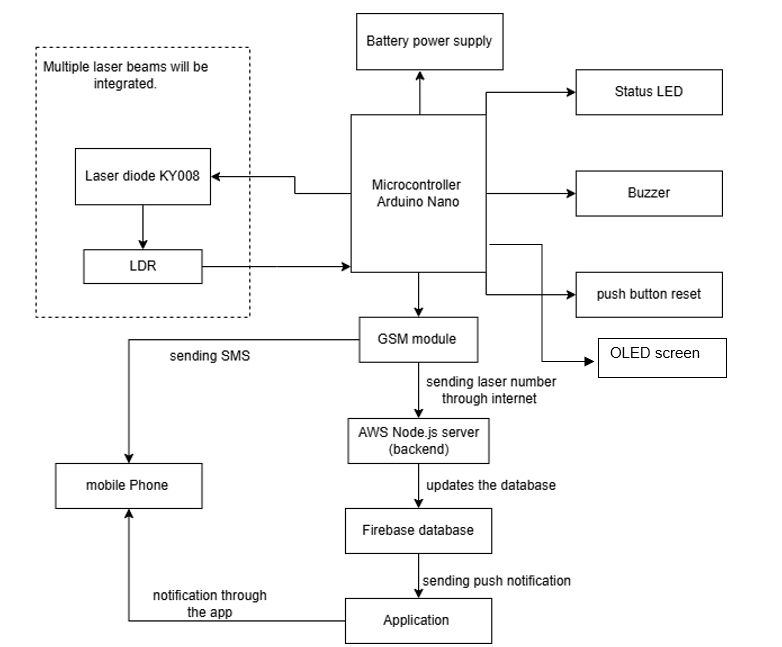 Battery power supply
Multiple laser beams will be
integrated.
Status LED
Laser diode KY008
Microcontroller
Arduino Nano
Buzzer
LDR
push button reset
GSM module
OLED screen
sending SMS
sending laser number
through internet
AWS Node.js server
(backend)
mobile Phone
updates the database
Firebase database
sending push notification
notification through
the app
Application